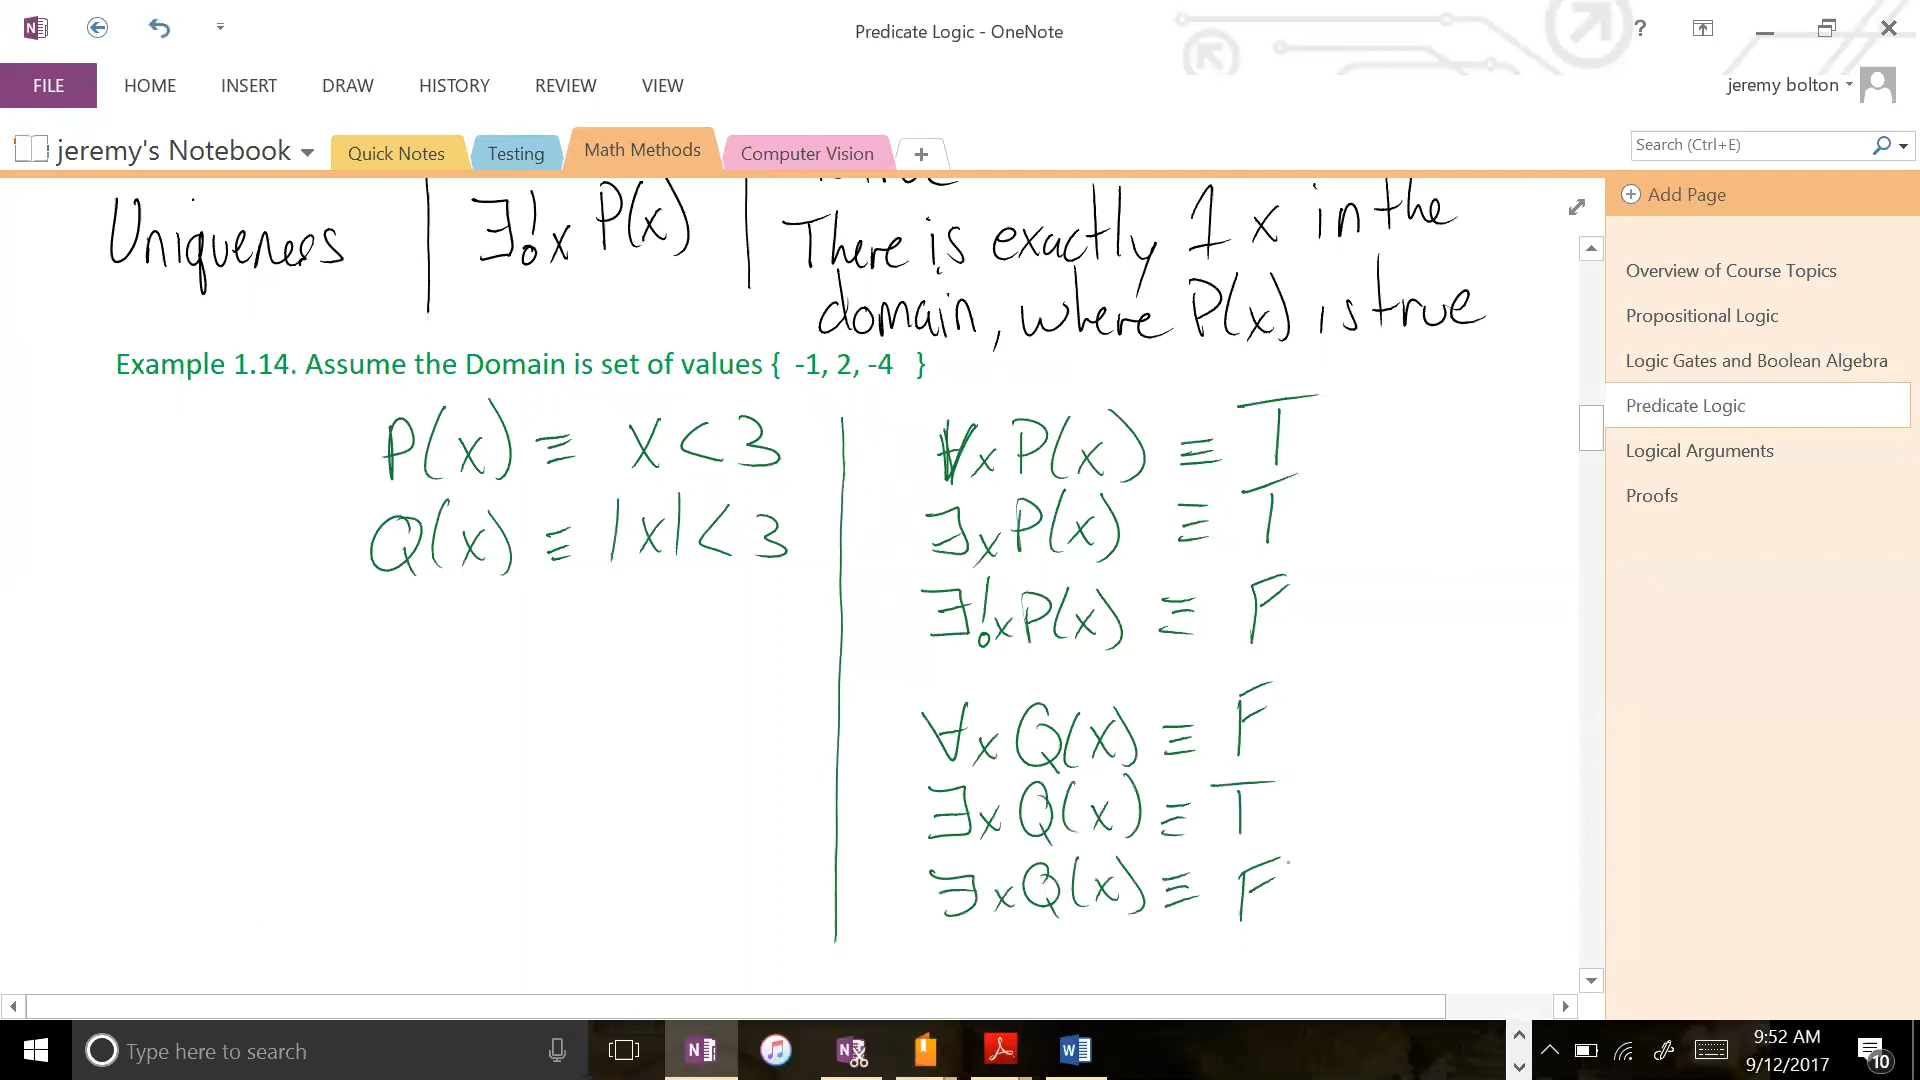 Predicate Logic - OneNote
?
FILE HOME INSERT DRAW HISTORY REVIEW VIEW
jeremy bolton
jeremy's Notebook
Quick Notes
Testing
Math Methods
Computer Vision
+
Search (Ctrl+E)
Add Page
Overview of Course Topics
Propositional Logic
Logic Gates and Boolean Algebra
Predicate Logic
Logical Arguments
Proofs
Uniqueness | ∃!x P(x) | There is exactly 1 x in the
domain, where P(x) is true
Example 1.14. Assume the Domain is set of values { -1, 2, -4 }
P(x) ≡ x < 3
Q(x) ≡ |x| < 3
∀x P(x) ≡ T
∃x P(x) ≡ T
∃!x P(x) ≡ F
∀x Q(x) ≡ F
∃x Q(x) ≡ T
∃x Q(x) ≡ F
Type here to search
9:52 AM
9/12/2017
10